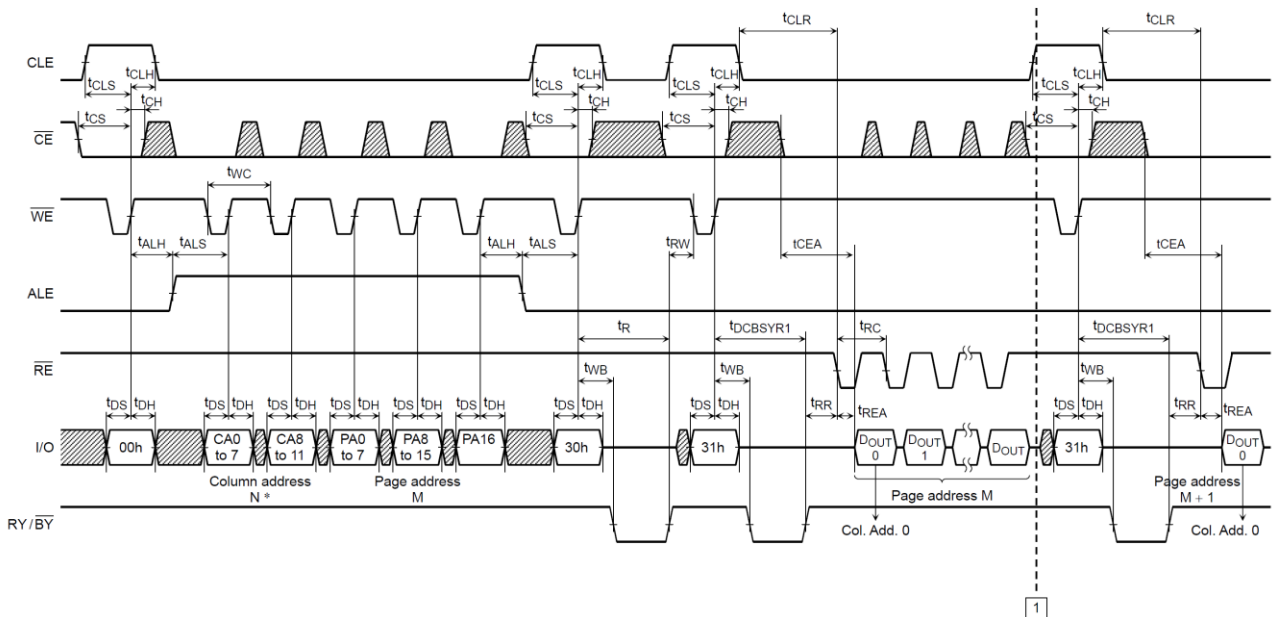 tCLR tCLR
CLE
tCLS tCLH tCLS tCLH tCLS tCLH tCLS tCLH
tCH tCH tCH tCH
tCS tCS tCS tCS
CE
tWC
WE
tALH tALS tALH tALS tRW tCEA tCEA
ALE
tR tDCBSYR1 tRC tDCBSYR1
RE
tWB tWB tWB
tDS tDH tDS tDH tDS tDH tDS tDH tDS tDH tDS tDH tDS tDH tDS tDH tRR tREA tDS tDH tRR tREA
I/O 00h CA0 to 7 CA8 to 11 PA0 to 7 PA8 to 15 PA16 30h 31h DOUT 0 DOUT 1 DOUT 31h DOUT 0
Column address N * Page address M Page address M Page address M + 1
RY/BY
Col. Add. 0 Col. Add. 0
1